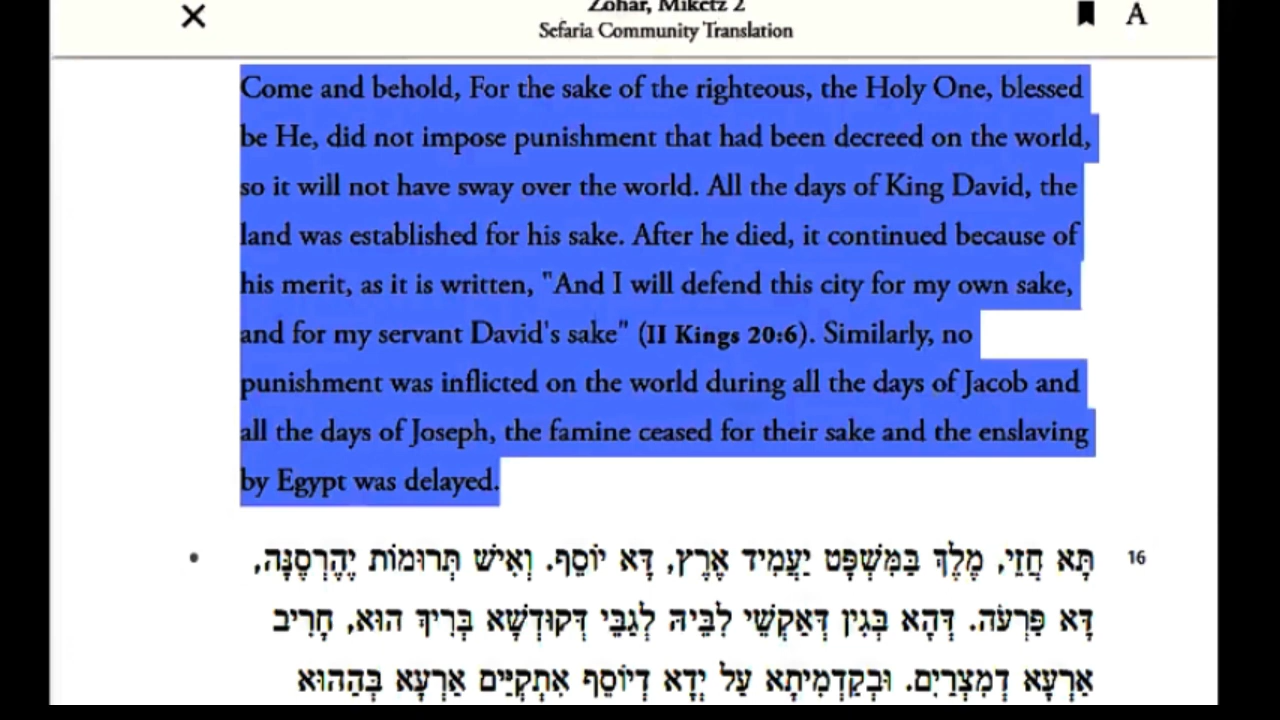 Zohar, Miketz 2
Sefaria Community Translation
A
Come and behold, For the sake of the righteous, the Holy One, blessed
be He, did not impose punishment that had been decreed on the world,
so it will not have sway over the world. All the days of King David, the
land was established for his sake. After he died, it continued because of
his merit, as it is written, "And I will defend this city for my own sake,
and for my servant David's sake" (II Kings 20:6). Similarly, no
punishment was inflicted on the world during all the days of Jacob and
all the days of Joseph, the famine ceased for their sake and the enslaving
by Egypt was delayed.
16
תָּא חֲזֵי, מֶלֶךְ בַּמִּשְׁפָּט יַעֲמִיד אֶרֶץ, דָּא יוֹסֵף. וְאִישׁ תְּרוּמוֹת יֶהֶרְסֶנָּה,
דָּא פַּרְעֹה. דְּהָא בְּגִין דְּאַקְשֵׁי לִבֵּיהּ לְגַבֵּי דְּקוּדְשָׁא בְּרִיךְ הוּא, חָרִיב
אַרְעָא דְמִצְרַיִם. וּבְקַדְמִיתָא עַל יְדָא דְיוֹסֵף אִתְקַיַּים אַרְעָא בְּהַהוּא